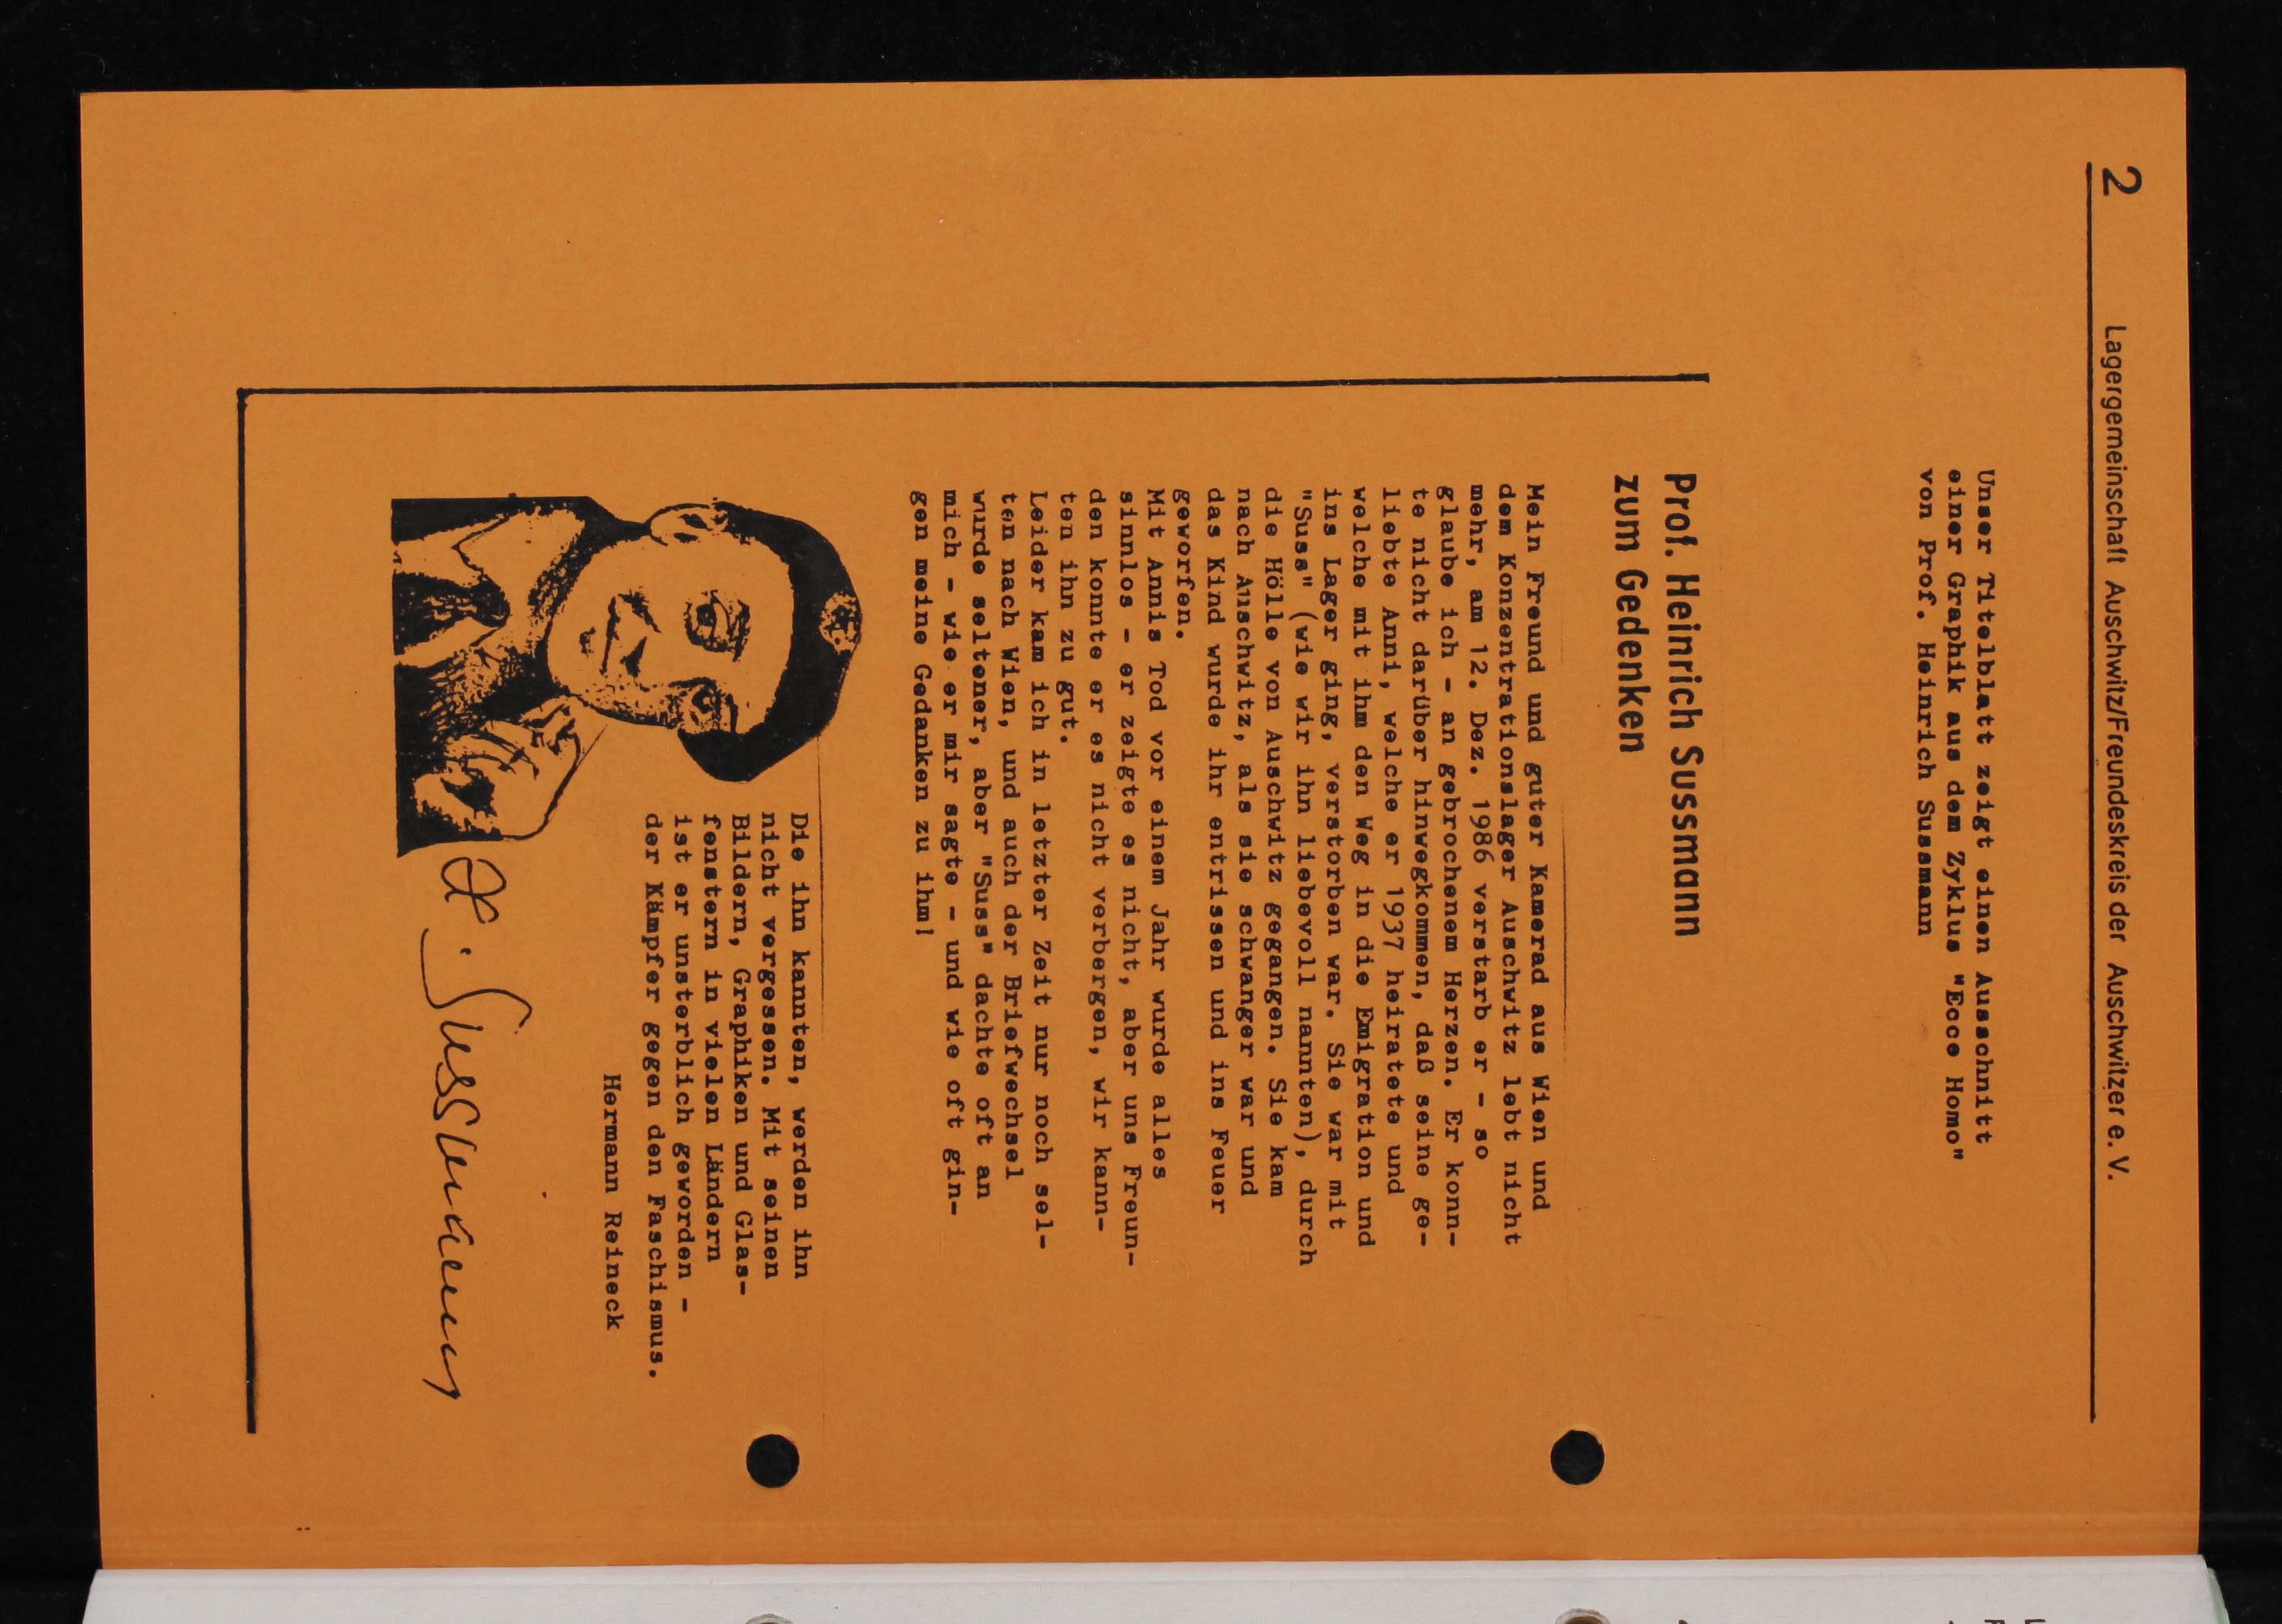 2 Lagergemeinschaft Auschwitz/Freundeskreis der Auschwitzer e. V.
Unser Titelblatt zeigt einen Ausschnitt
einer Graphik aus dem Zyklus "Ecce Homo"
von Prof. Heinrich Sussmann
Prof. Heinrich Sussmann
zum Gedenken
Mein Freund und guter Kamerad aus Wien und
dem Konzentrationslager Auschwitz lebt nicht
mehr, am 12. Dez. 1986 verstarb er - so
glaube ich - an gebrochenem Herzen. Er konn-
te nicht darüber hinwegkommen, daß seine ge-
liebte Anni, welche er 1937 heiratete und
welche mit ihm den Weg in die Emigration und
ins Lager ging, verstorben war. Sie war mit
"Suss" (wie wir ihn liebevoll nannten), durch
die Hölle von Auschwitz gegangen. Sie kam
nach Auschwitz, als sie schwanger war und
das Kind wurde ihr entrissen und ins Feuer
geworfen.
Mit Annis Tod vor einem Jahr wurde alles
sinnlos - er zeigte es nicht, aber uns Freun-
den konnte er es nicht verbergen, wir kann-
ten ihn zu gut.
Leider kam ich in letzter Zeit nur noch sel-
ten nach Wien, und auch der Briefwechsel
wurde seltener, aber "Suss" dachte oft an
mich - wie er mir sagte - und wie oft gin-
gen meine Gedanken zu ihm!
Die ihn kannten, werden ihn
nicht vergessen. Mit seinen
Bildern, Graphiken und Glas-
fenstern in vielen Ländern
ist er unsterblich geworden -
der Kämpfer gegen den Faschismus.
Hermann Reineck
H. Sussmann